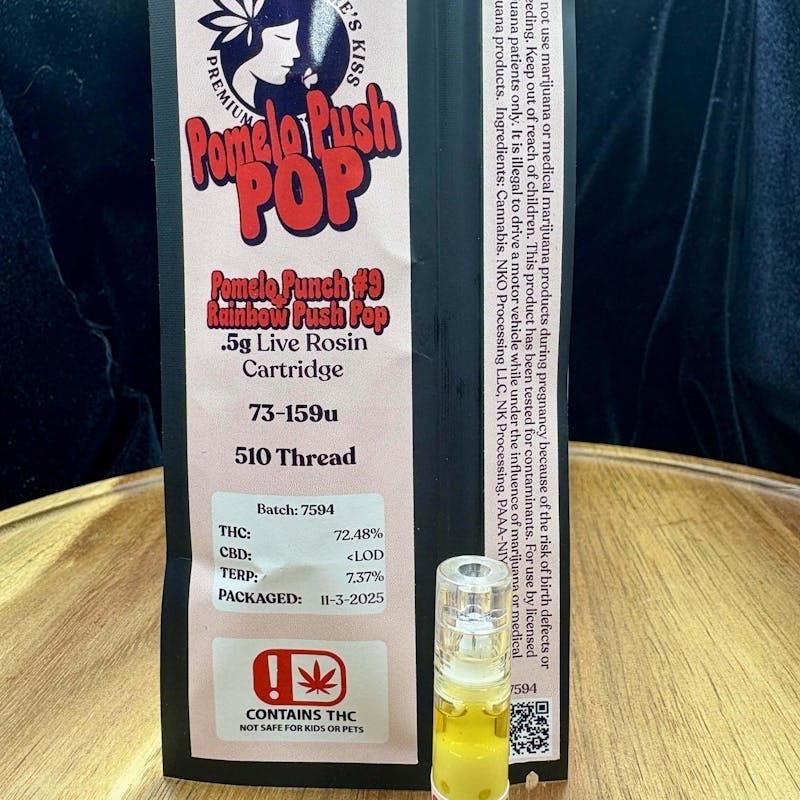 E'S KISS
PREMIUM
Pomelo Push
POP
Pomelo Punch #9
+
Rainbow Push Pop
.5g Live Rosin
Cartridge
73-159u
510 Thread
Batch: 7594
THC: 72.48%
CBD: <LOD
TERP: 7.37%
PACKAGED: 11-3-2025
CONTAINS THC
NOT SAFE FOR KIDS OR PETS
not use marijuana or medical marijuana products during pregnancy because of the risk of birth defects or
eeding. Keep out of reach of children. This product has been tested for contaminants. For use by licensed
uana patients only. It is illegal to drive a motor vehicle while under the influence of marijuana or medical
uana products. Ingredients: Cannabis. NRO Processing LLC, NK Processing. PAAA-
7594